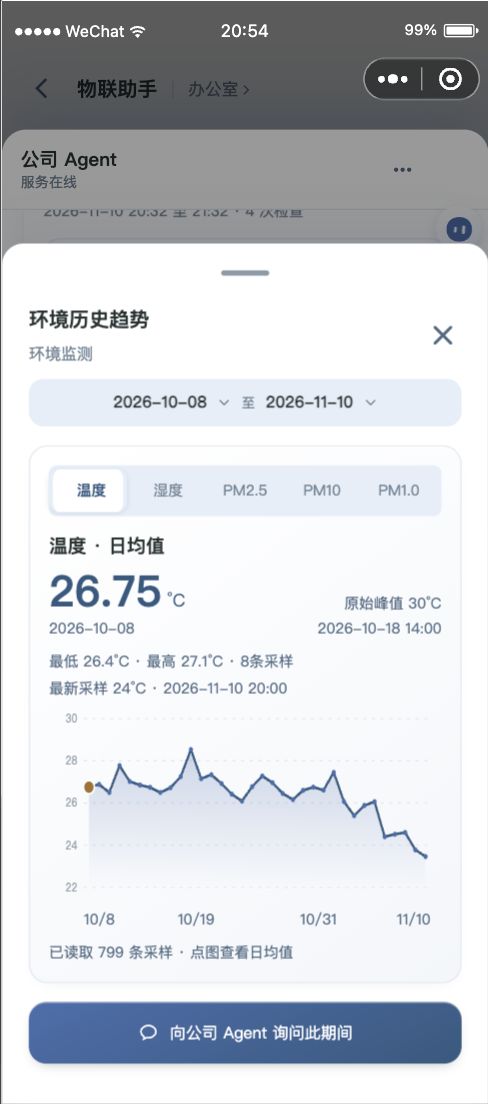 WeChat
20:54
99%
物联助手
办公室
公司 Agent
服务在线
2026-11-10 20:32 至 21:32 · 4 次检查
环境历史趋势
环境监测
2026-10-08 至 2026-11-10
温度 湿度 PM2.5 PM10 PM1.0
温度 · 日均值
26.75 °C
原始峰值 30°C
2026-10-08
2026-10-18 14:00
最低 26.4°C · 最高 27.1°C · 8条采样
最新采样 24°C · 2026-11-10 20:00
30
28
26
24
22
10/8 10/19 10/31 11/10
已读取 799 条采样 · 点图查看日均值
向公司 Agent 询问此期间